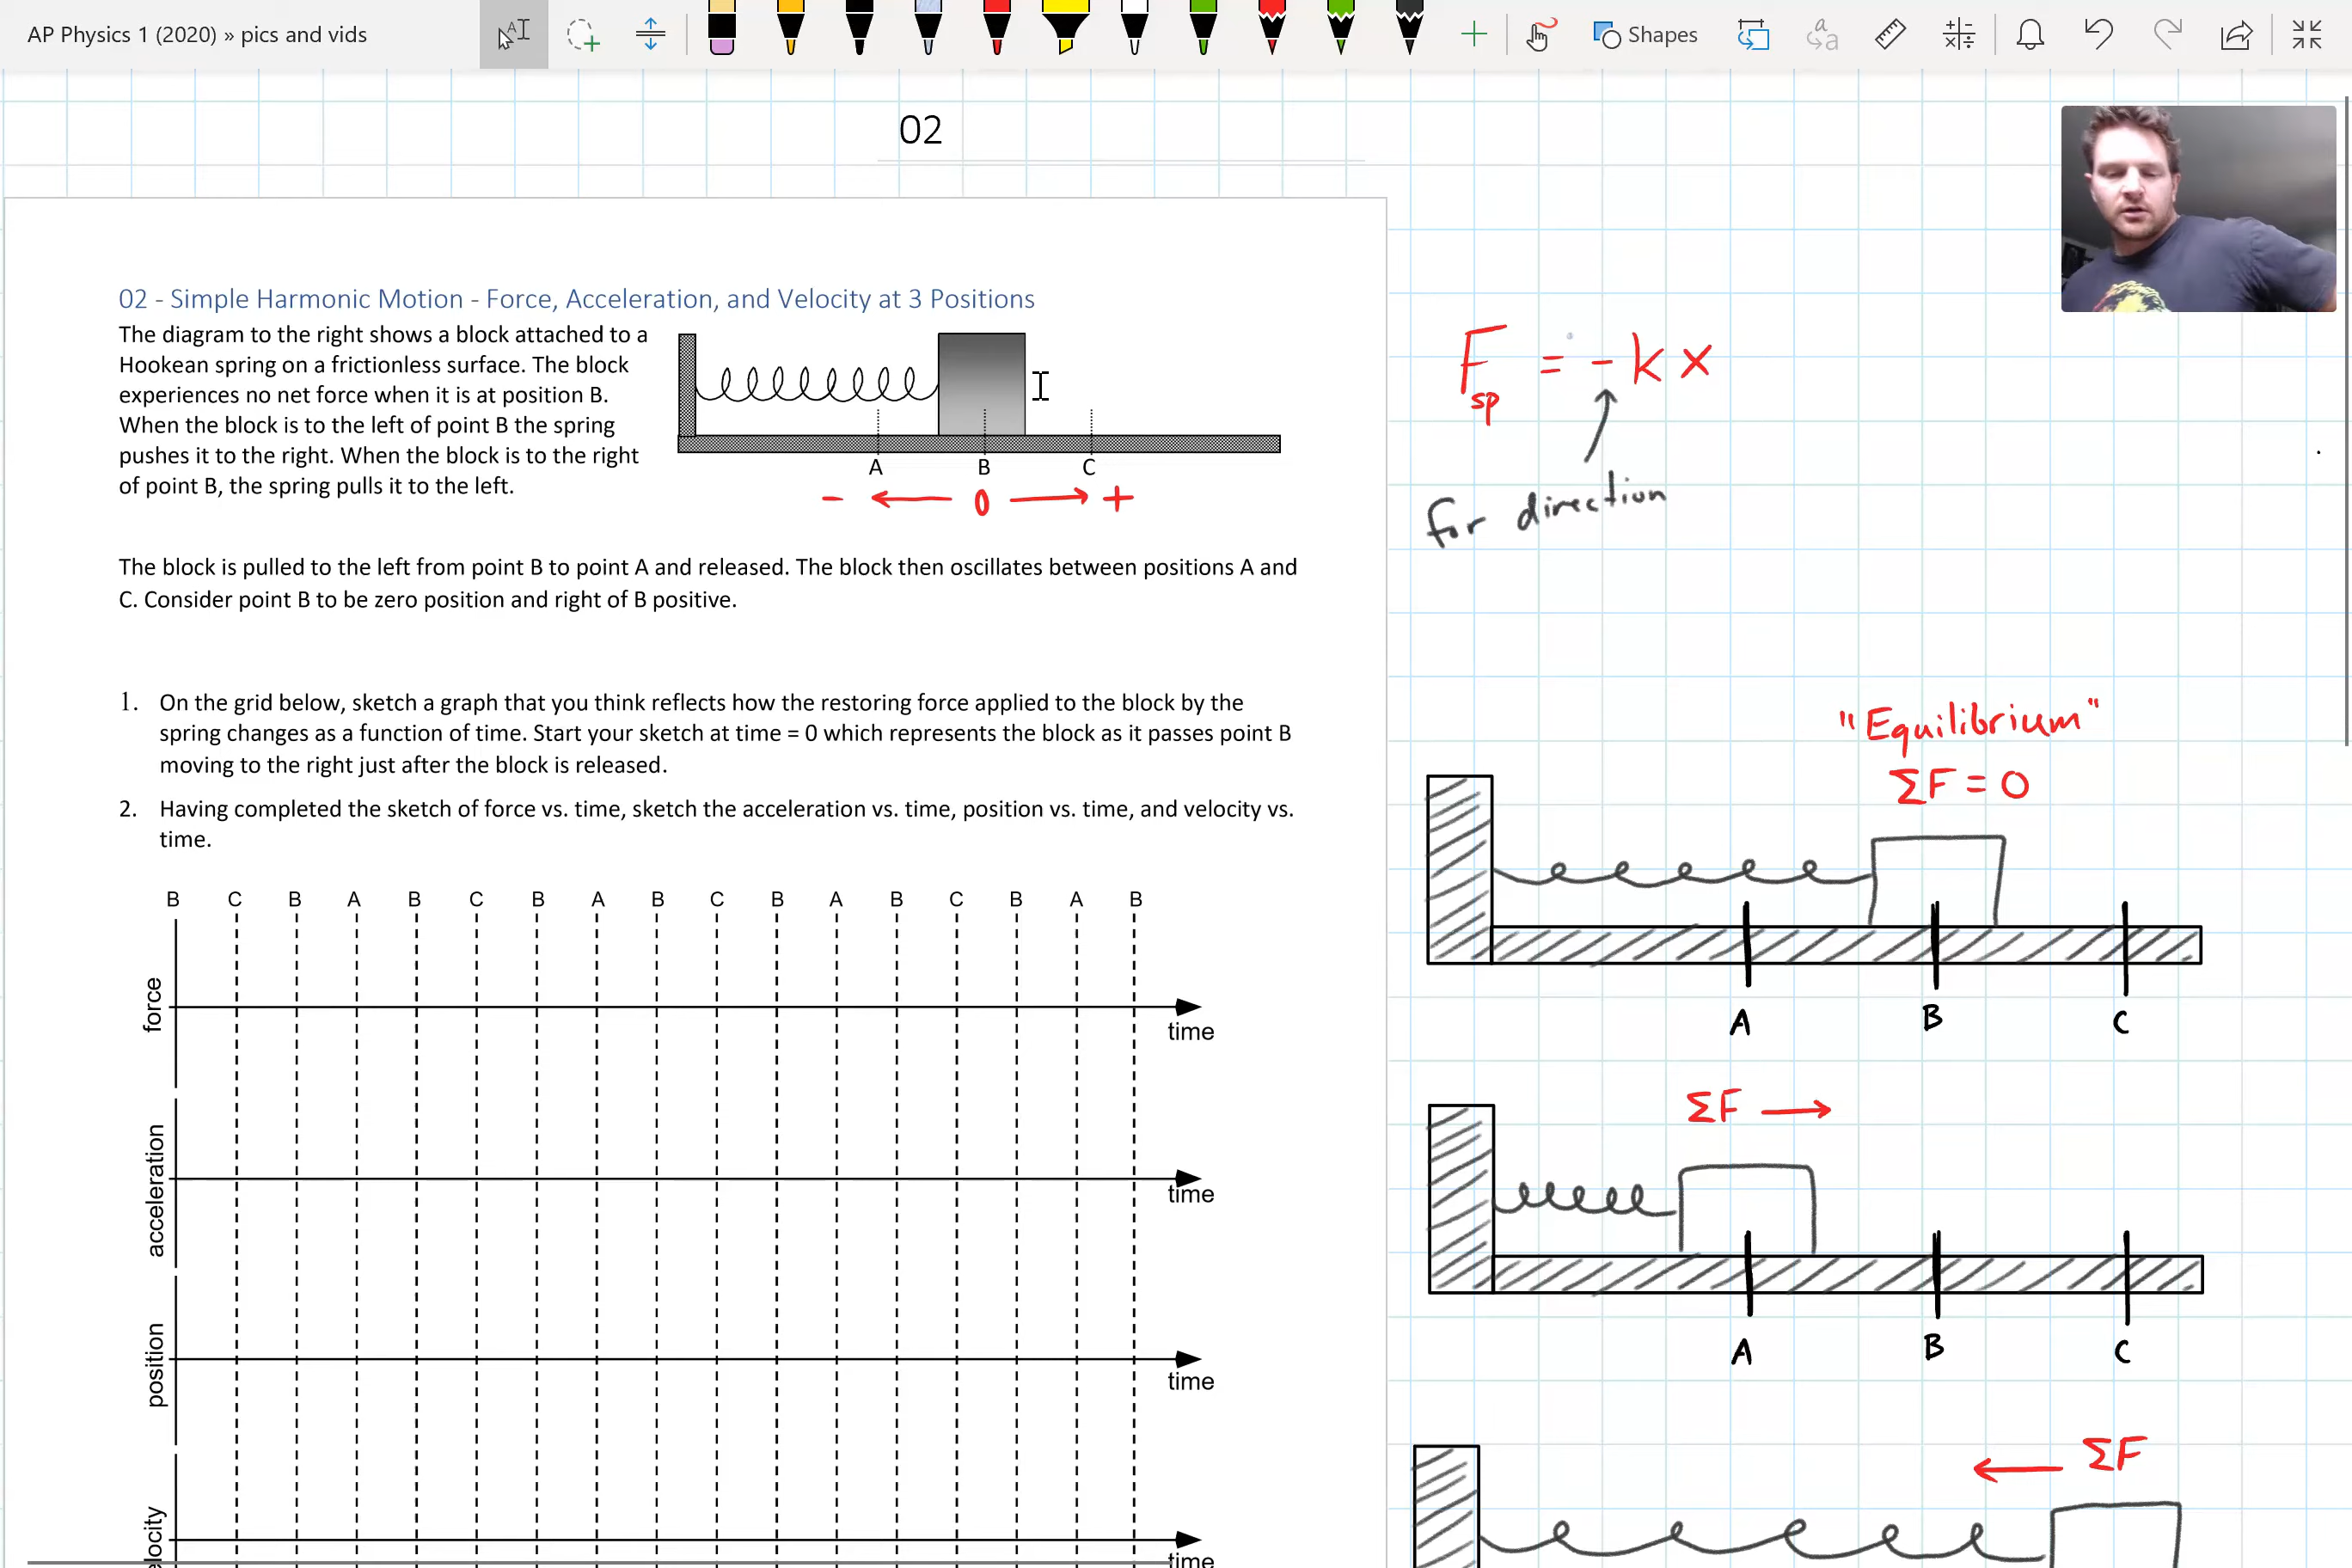 AP Physics 1 (2020) » pics and vids
Shapes
02
02 - Simple Harmonic Motion - Force, Acceleration, and Velocity at 3 Positions
The diagram to the right shows a block attached to a
Hookean spring on a frictionless surface. The block
experiences no net force when it is at position B.
When the block is to the left of point B the spring
pushes it to the right. When the block is to the right
of point B, the spring pulls it to the left.
A B C
- ← 0 → +
The block is pulled to the left from point B to point A and released. The block then oscillates between positions A and
C. Consider point B to be zero position and right of B positive.
1. On the grid below, sketch a graph that you think reflects how the restoring force applied to the block by the
spring changes as a function of time. Start your sketch at time = 0 which represents the block as it passes point B
moving to the right just after the block is released.
2. Having completed the sketch of force vs. time, sketch the acceleration vs. time, position vs. time, and velocity vs.
time.
B C B A B C B A B C B A B C B A B
force
time
acceleration
time
position
time
elocity
time
F sp = - k x
for direction
"Equilibrium"
ΣF = 0
A B C
ΣF →
A B C
← ΣF